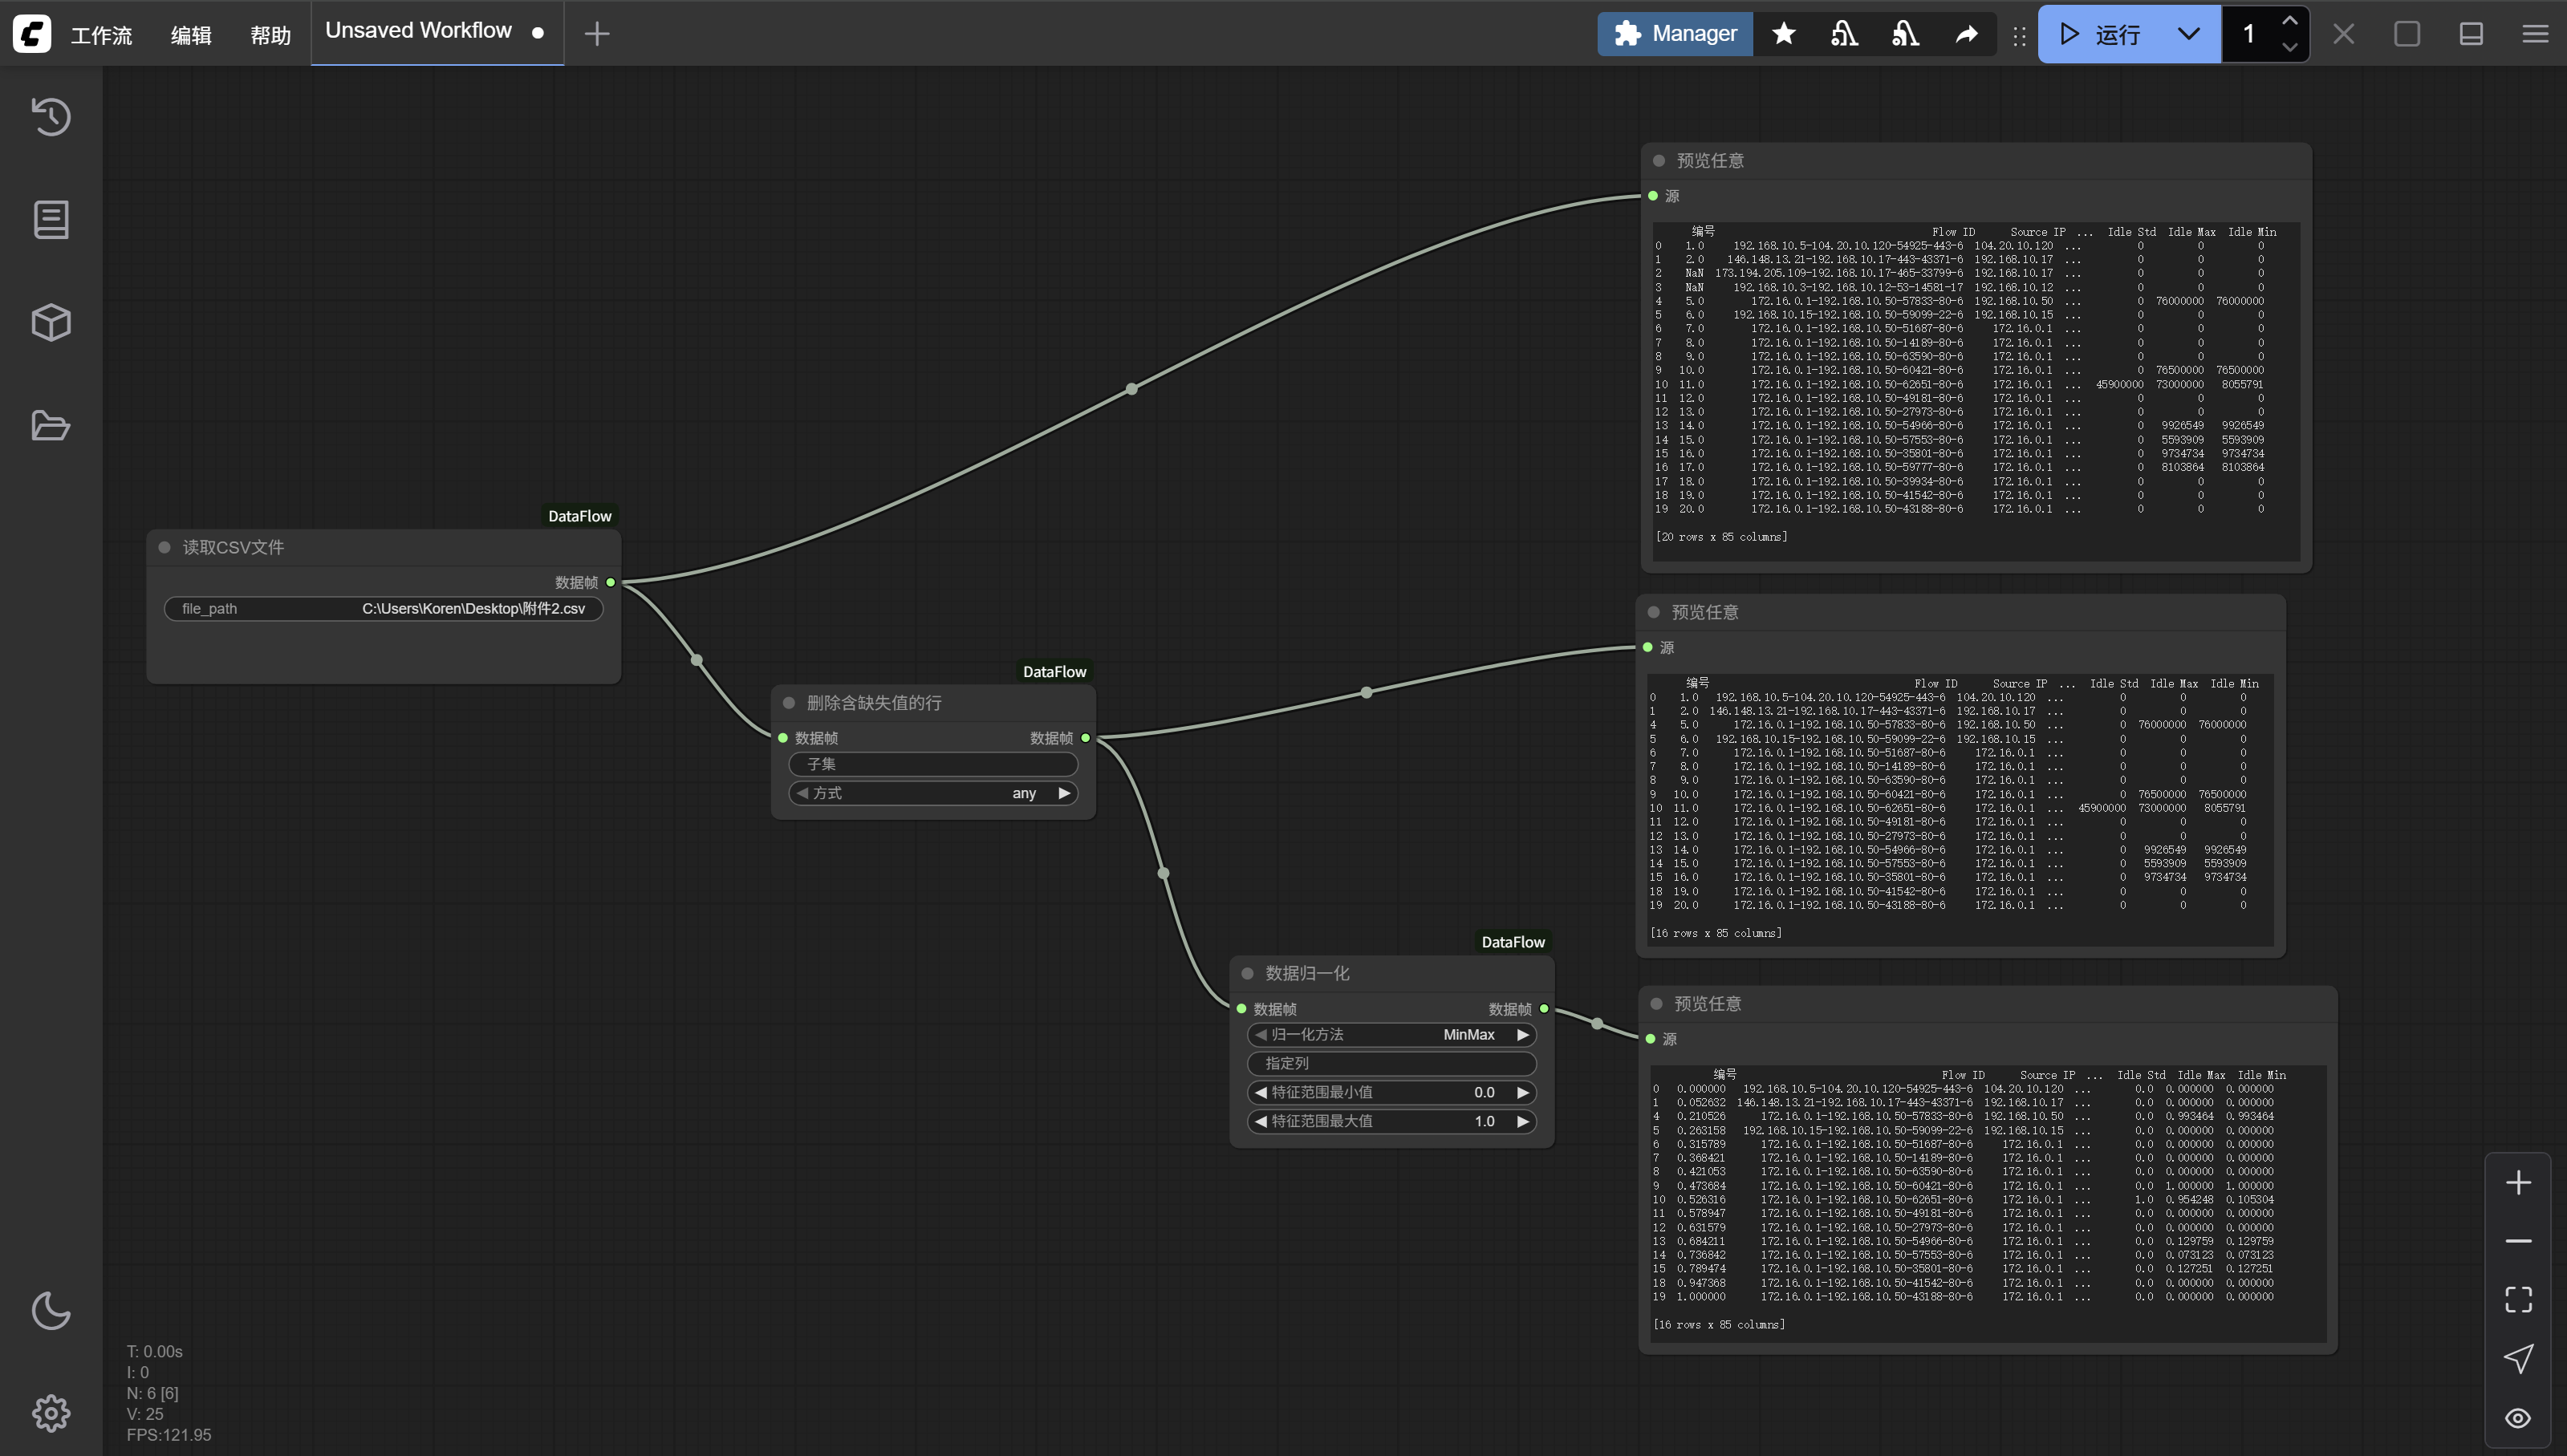 工作流 编辑 帮助 Unsaved Workflow Manager 运行 1
预览任意
源
编号 Flow ID Source IP ... Idle Std Idle Max Idle Min
0 1.0 192.168.10.5-104.20.10.120-54925-443-6 104.20.10.120 ... 0 0 0
1 2.0 146.148.13.21-192.168.10.17-443-43371-6 192.168.10.17 ... 0 0 0
2 NaN 173.194.205.109-192.168.10.17-465-33799-6 192.168.10.17 ... 0 0 0
3 NaN 192.168.10.3-192.168.10.12-53-14581-17 192.168.10.12 ... 0 0 0
4 5.0 172.16.0.1-192.168.10.50-57833-80-6 192.168.10.50 ... 0 76000000 76000000
5 6.0 192.168.10.15-192.168.10.50-59099-22-6 192.168.10.15 ... 0 0 0
6 7.0 172.16.0.1-192.168.10.50-51687-80-6 172.16.0.1 ... 0 0 0
7 8.0 172.16.0.1-192.168.10.50-14189-80-6 172.16.0.1 ... 0 0 0
8 9.0 172.16.0.1-192.168.10.50-63590-80-6 172.16.0.1 ... 0 0 0
9 10.0 172.16.0.1-192.168.10.50-60421-80-6 172.16.0.1 ... 0 76500000 76500000
10 11.0 172.16.0.1-192.168.10.50-62651-80-6 172.16.0.1 ... 45900000 73000000 8055791
11 12.0 172.16.0.1-192.168.10.50-49181-80-6 172.16.0.1 ... 0 0 0
12 13.0 172.16.0.1-192.168.10.50-27973-80-6 172.16.0.1 ... 0 0 0
13 14.0 172.16.0.1-192.168.10.50-54966-80-6 172.16.0.1 ... 0 9926549 9926549
14 15.0 172.16.0.1-192.168.10.50-57553-80-6 172.16.0.1 ... 0 5593909 5593909
15 16.0 172.16.0.1-192.168.10.50-35801-80-6 172.16.0.1 ... 0 9734734 9734734
16 17.0 172.16.0.1-192.168.10.50-59777-80-6 172.16.0.1 ... 0 8103864 8103864
17 18.0 172.16.0.1-192.168.10.50-39934-80-6 172.16.0.1 ... 0 0 0
18 19.0 172.16.0.1-192.168.10.50-41542-80-6 172.16.0.1 ... 0 0 0
19 20.0 172.16.0.1-192.168.10.50-43188-80-6 172.16.0.1 ... 0 0 0
[20 rows x 85 columns]
DataFlow
读取CSV文件
数据帧
file_path C:\Users\Koren\Desktop\附件2.csv
DataFlow
删除含缺失值的行
数据帧 数据帧
子集
方式 any
预览任意
源
编号 Flow ID Source IP ... Idle Std Idle Max Idle Min
0 1.0 192.168.10.5-104.20.10.120-54925-443-6 104.20.10.120 ... 0 0 0
1 2.0 146.148.13.21-192.168.10.17-443-43371-6 192.168.10.17 ... 0 0 0
4 5.0 172.16.0.1-192.168.10.50-57833-80-6 192.168.10.50 ... 0 76000000 76000000
5 6.0 192.168.10.15-192.168.10.50-59099-22-6 192.168.10.15 ... 0 0 0
6 7.0 172.16.0.1-192.168.10.50-51687-80-6 172.16.0.1 ... 0 0 0
7 8.0 172.16.0.1-192.168.10.50-14189-80-6 172.16.0.1 ... 0 0 0
8 9.0 172.16.0.1-192.168.10.50-63590-80-6 172.16.0.1 ... 0 0 0
9 10.0 172.16.0.1-192.168.10.50-60421-80-6 172.16.0.1 ... 0 76500000 76500000
10 11.0 172.16.0.1-192.168.10.50-62651-80-6 172.16.0.1 ... 45900000 73000000 8055791
11 12.0 172.16.0.1-192.168.10.50-49181-80-6 172.16.0.1 ... 0 0 0
12 13.0 172.16.0.1-192.168.10.50-27973-80-6 172.16.0.1 ... 0 0 0
13 14.0 172.16.0.1-192.168.10.50-54966-80-6 172.16.0.1 ... 0 9926549 9926549
14 15.0 172.16.0.1-192.168.10.50-57553-80-6 172.16.0.1 ... 0 5593909 5593909
15 16.0 172.16.0.1-192.168.10.50-35801-80-6 172.16.0.1 ... 0 9734734 9734734
18 19.0 172.16.0.1-192.168.10.50-41542-80-6 172.16.0.1 ... 0 0 0
19 20.0 172.16.0.1-192.168.10.50-43188-80-6 172.16.0.1 ... 0 0 0
[16 rows x 85 columns]
DataFlow
数据归一化
数据帧 数据帧
归一化方法 MinMax
指定列
特征范围最小值 0.0
特征范围最大值 1.0
预览任意
源
编号 Flow ID Source IP ... Idle Std Idle Max Idle Min
0 0.000000 192.168.10.5-104.20.10.120-54925-443-6 104.20.10.120 ... 0.0 0.000000 0.000000
1 0.052632 146.148.13.21-192.168.10.17-443-43371-6 192.168.10.17 ... 0.0 0.000000 0.000000
4 0.210526 172.16.0.1-192.168.10.50-57833-80-6 192.168.10.50 ... 0.0 0.993464 0.993464
5 0.263158 192.168.10.15-192.168.10.50-59099-22-6 192.168.10.15 ... 0.0 0.000000 0.000000
6 0.315789 172.16.0.1-192.168.10.50-51687-80-6 172.16.0.1 ... 0.0 0.000000 0.000000
7 0.368421 172.16.0.1-192.168.10.50-14189-80-6 172.16.0.1 ... 0.0 0.000000 0.000000
8 0.421053 172.16.0.1-192.168.10.50-63590-80-6 172.16.0.1 ... 0.0 0.000000 0.000000
9 0.473684 172.16.0.1-192.168.10.50-60421-80-6 172.16.0.1 ... 0.0 1.000000 1.000000
10 0.526316 172.16.0.1-192.168.10.50-62651-80-6 172.16.0.1 ... 1.0 0.954248 0.105304
11 0.578947 172.16.0.1-192.168.10.50-49181-80-6 172.16.0.1 ... 0.0 0.000000 0.000000
12 0.631579 172.16.0.1-192.168.10.50-27973-80-6 172.16.0.1 ... 0.0 0.000000 0.000000
13 0.684211 172.16.0.1-192.168.10.50-54966-80-6 172.16.0.1 ... 0.0 0.129759 0.129759
14 0.736842 172.16.0.1-192.168.10.50-57553-80-6 172.16.0.1 ... 0.0 0.073123 0.073123
15 0.789474 172.16.0.1-192.168.10.50-35801-80-6 172.16.0.1 ... 0.0 0.127251 0.127251
18 0.947368 172.16.0.1-192.168.10.50-41542-80-6 172.16.0.1 ... 0.0 0.000000 0.000000
19 1.000000 172.16.0.1-192.168.10.50-43188-80-6 172.16.0.1 ... 0.0 0.000000 0.000000
[16 rows x 85 columns]
T: 0.00s
I: 0
N: 6 [6]
V: 25
FPS:121.95